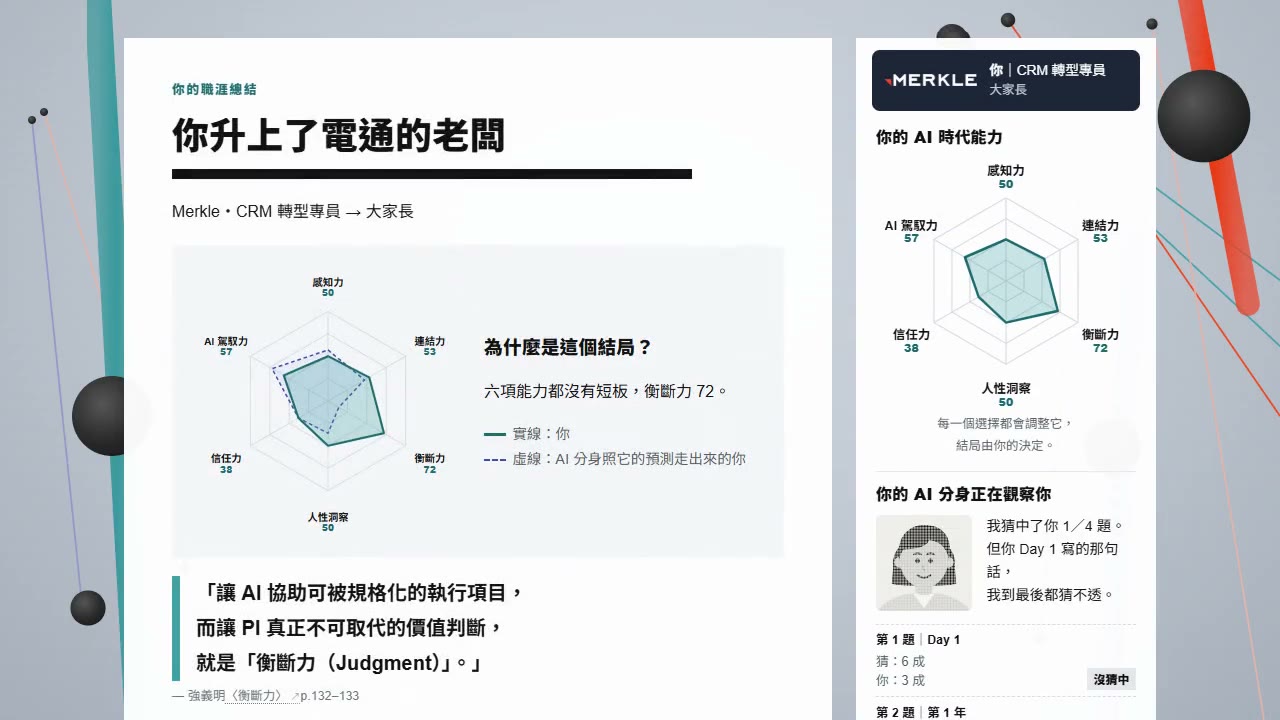 你的職涯總結
你升上了電通的老闆
Merkle・CRM 轉型專員 → 大家長
感知力
50
AI 駕馭力
57
連結力
53
信任力
38
衡斷力
72
人性洞察
50
為什麼是這個結局？
六項能力都沒有短板，衡斷力 72。
實線：你
虛線：AI 分身照它的預測走出來的你
「讓 AI 協助可被規格化的執行項目，
而讓 PI 真正不可取代的價值判斷，
就是「衡斷力（Judgment）」。」
— 強義明〈衡斷力〉 ↗p.132–133
MERKLE
你｜CRM 轉型專員
大家長
你的 AI 時代能力
感知力
50
AI 駕馭力
57
連結力
53
信任力
38
衡斷力
72
人性洞察
50
每一個選擇都會調整它，
結局由你的決定。
你的 AI 分身正在觀察你
我猜中了你 1／4 題。
但你 Day 1 寫的那句
話，
我到最後都猜不透。
第 1 題｜Day 1
猜：6 成
你：3 成
沒猜中
第 2 題｜第 1 年